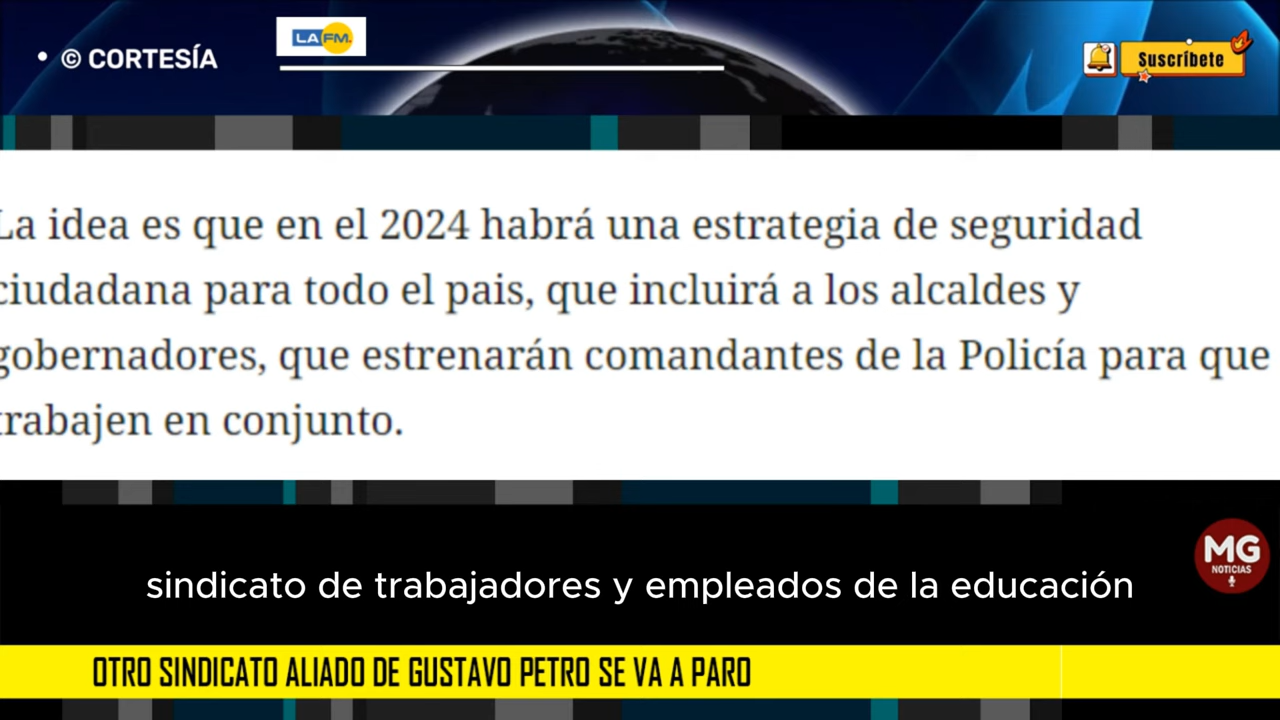 • © CORTESÍA
LA FM.
Suscríbete
La idea es que en el 2024 habrá una estrategia de seguridad
ciudadana para todo el pais, que incluirá a los alcaldes y
gobernadores, que estrenarán comandantes de la Policía para que
trabajen en conjunto.
MG
NOTICIAS
sindicato de trabajadores y empleados de la educación
OTRO SINDICATO ALIADO DE GUSTAVO PETRO SE VA A PARO